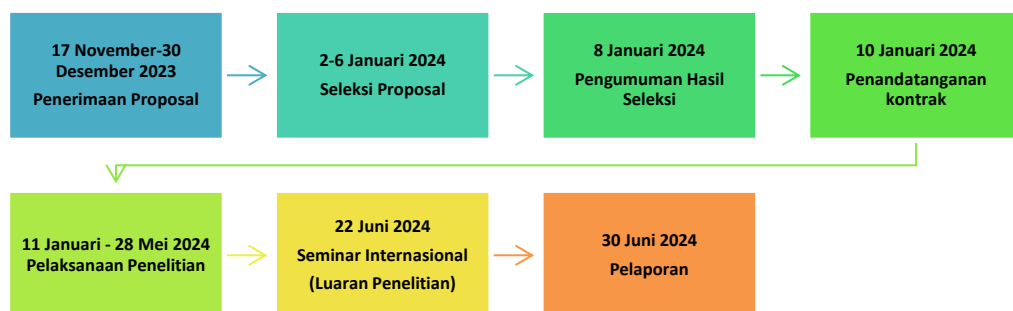 17 November-30
Desember 2023
Penerimaan Proposal
2-6 Januari 2024
Seleksi Proposal
8 Januari 2024
Pengumuman Hasil
Seleksi
10 Januari 2024
Penandatanganan
kontrak
11 Januari - 28 Mei 2024
Pelaksanaan Penelitian
22 Juni 2024
Seminar Internasional
(Luaran Penelitian)
30 Juni 2024
Pelaporan